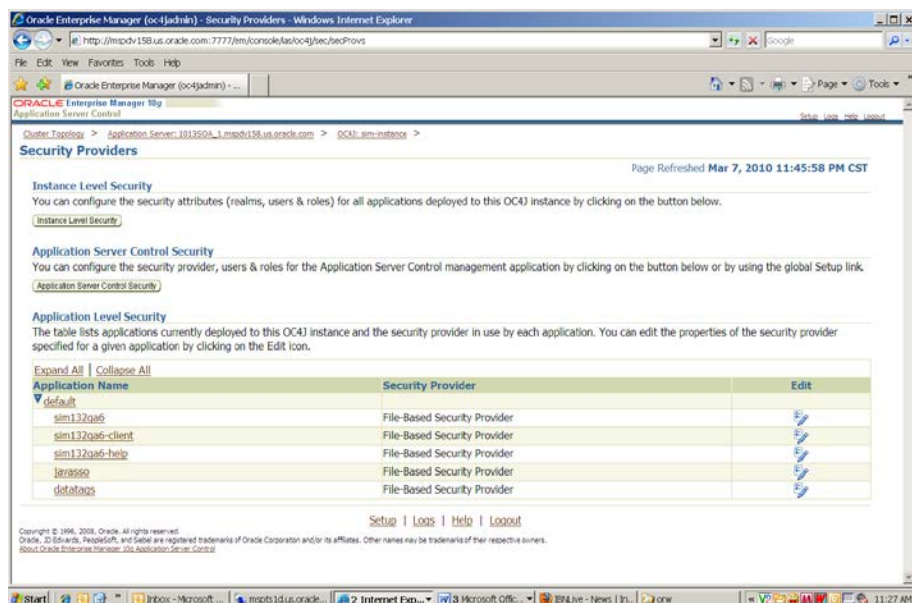 Oracle Enterprise Manager (oc4jadmin) - Security Providers - Windows Internet Explorer
http://mspdv158.us.oracle.com:7777/em/console/ias/oc4j/sec/secProvs
Google
File Edit View Favorites Tools Help
Oracle Enterprise Manager (oc4jadmin) - ...
Page Tools
ORACLE Enterprise Manager 10g
Application Server Control
Setup Logs Help Logout
Cluster Topology > Application Server: 1013SOA_1.mspdv158.us.oracle.com > OC4J: sim-instance >
Security Providers
Page Refreshed Mar 7, 2010 11:45:58 PM CST
Instance Level Security
You can configure the security attributes (realms, users & roles) for all applications deployed to this OC4J instance by clicking on the button below.
Instance Level Security
Application Server Control Security
You can configure the security provider, users & roles for the Application Server Control management application by clicking on the button below or by using the global Setup link.
Application Server Control Security
Application Level Security
The table lists applications currently deployed to this OC4J instance and the security provider in use by each application. You can edit the properties of the security provider
specified for a given application by clicking on the Edit icon.
Expand All | Collapse All
Application Name Security Provider Edit
default
sim132qa6 File-Based Security Provider
sim132qa6-client File-Based Security Provider
sim132qa6-help File-Based Security Provider
javasso File-Based Security Provider
datatags File-Based Security Provider
Setup | Logs | Help | Logout
Copyright © 1996, 2008, Oracle. All rights reserved.
Oracle, JD Edwards, PeopleSoft, and Siebel are registered trademarks of Oracle Corporation and/or its affiliates. Other names may be trademarks of their respective owners.
About Oracle Enterprise Manager 10g Application Server Control
Start Inbox - Microsoft ... mspts1d.us.oracle... 2 Internet Exp... 3 Microsoft Offic... IBNLive - News | In... orw 11:27 AM